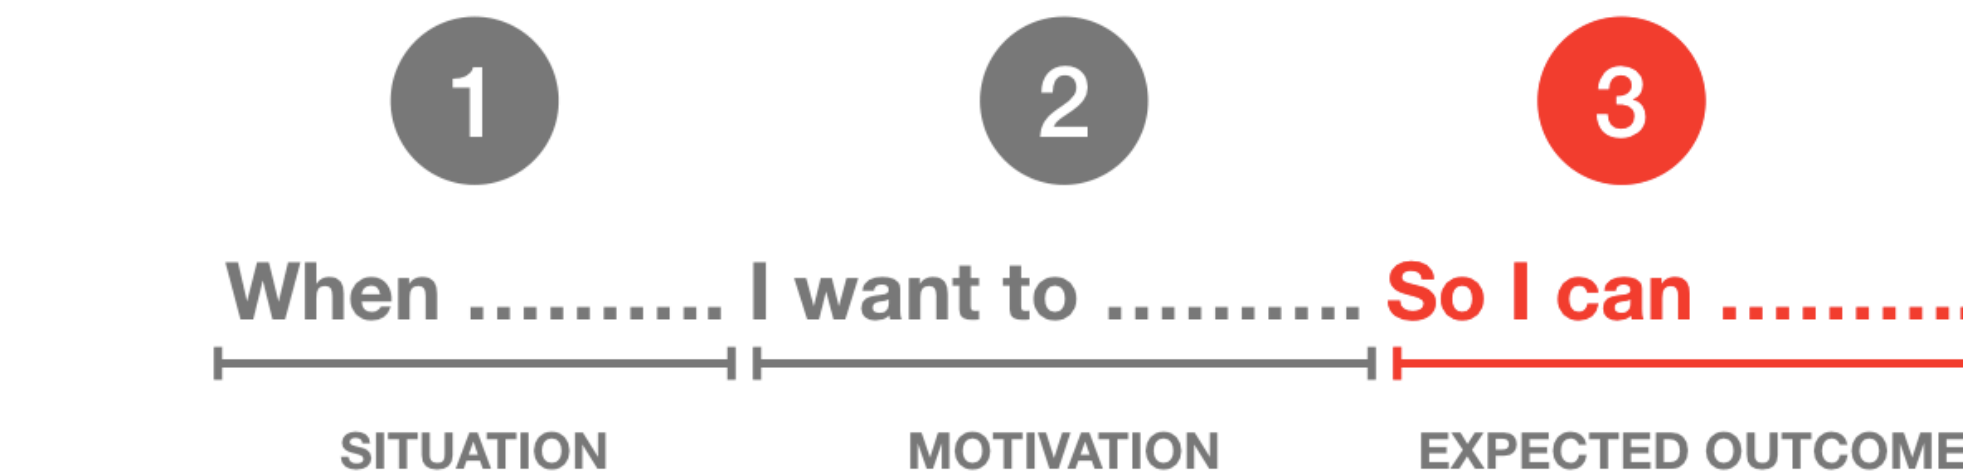 1 2 3
When .......... I want to .......... So I can ..........
SITUATION MOTIVATION EXPECTED OUTCOME